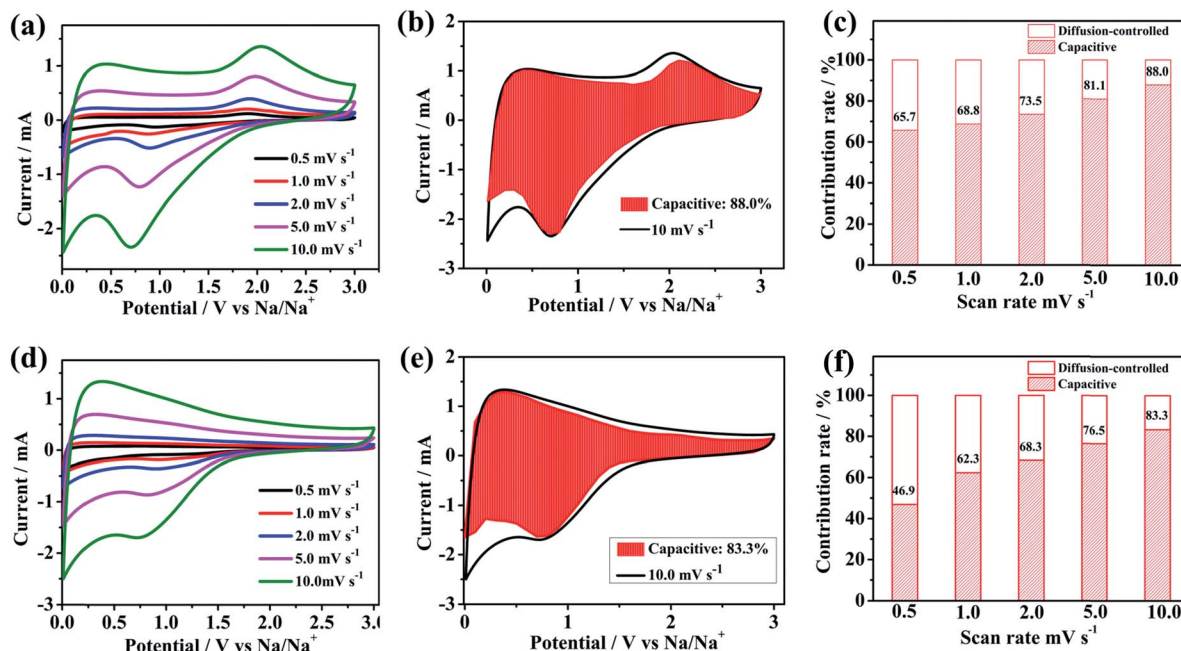 (a)
Current / mA
1
0
-1
-2
0.5 mV s⁻¹
1.0 mV s⁻¹
2.0 mV s⁻¹
5.0 mV s⁻¹
10.0 mV s⁻¹
0.0 0.5 1.0 1.5 2.0 2.5 3.0
Potential / V vs Na/Na⁺
(b)
Current / mA
2
1
0
-1
-2
-3
Capacitive: 88.0%
10 mV s⁻¹
0 1 2 3
Potential / V vs Na/Na⁺
(c)
Contribution rate / %
Diffusion-controlled
Capacitive
100
80
60
40
20
0
65.7 68.8 73.5 81.1 88.0
0.5 1.0 2.0 5.0 10.0
Scan rate mV s⁻¹
(d)
Current / mA
2
1
0
-1
-2
-3
0.5 mV s⁻¹
1.0 mV s⁻¹
2.0 mV s⁻¹
5.0 mV s⁻¹
10.0mV s⁻¹
0.0 0.5 1.0 1.5 2.0 2.5 3.0
Potential / V vs Na/Na⁺
(e)
Current / mA
2
1
0
-1
-2
-3
Capacitive: 83.3%
10.0 mV s⁻¹
0 1 2 3
Potential / V vs Na/Na⁺
(f)
Contribution rate / %
Diffusion-controlled
Capacitive
100
80
60
40
20
0
46.9 62.3 68.3 76.5 83.3
0.5 1.0 2.0 5.0 10.0
Scan rate mV s⁻¹